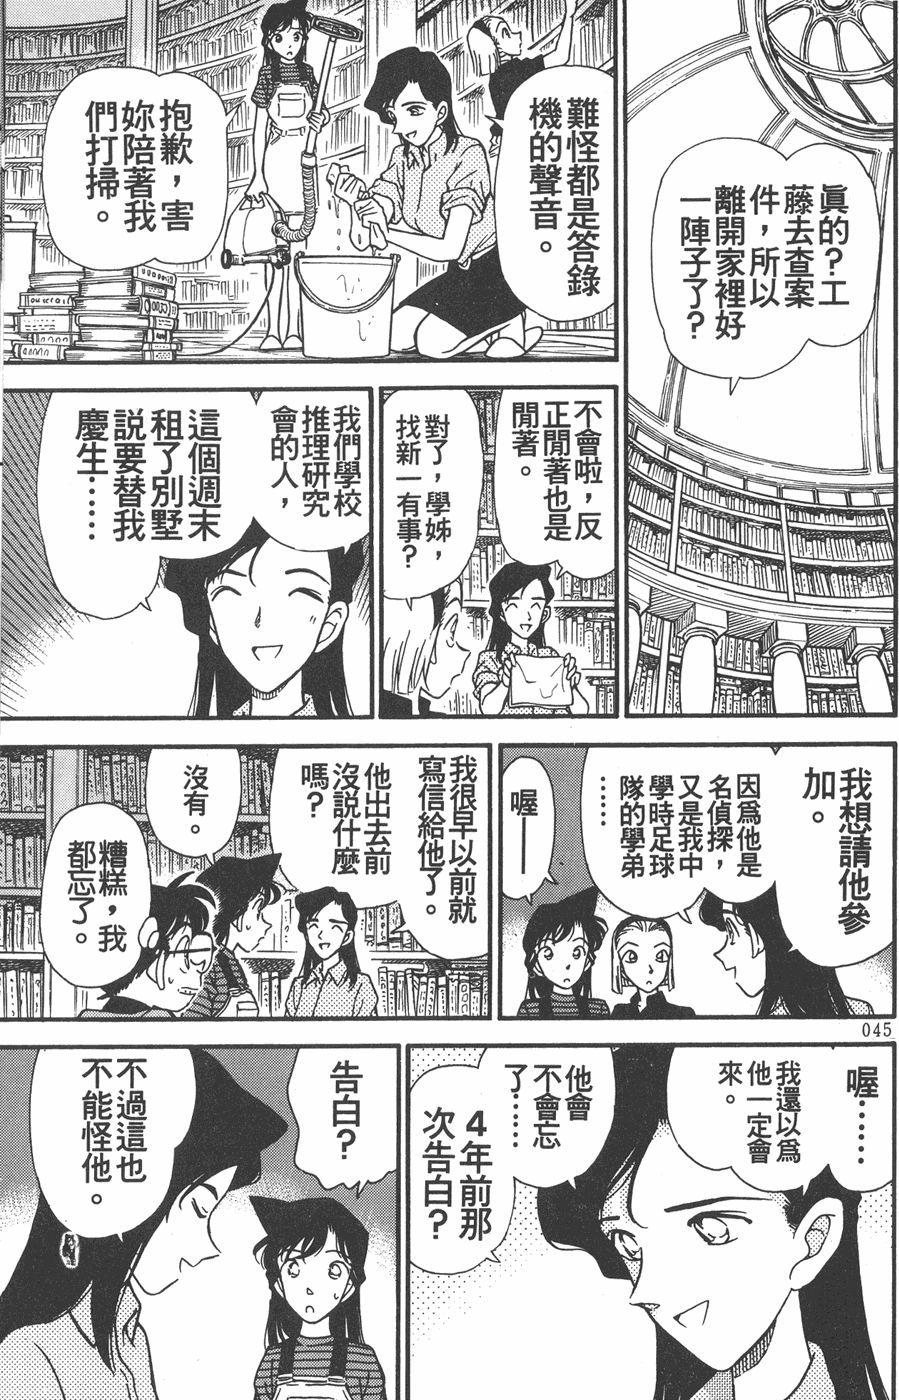 眞的？工
藤去查案
件，所以
離開家裡好
一陣子了？
難怪都是答錄
機的聲音。
抱歉，害
妳陪著我
們打掃。
不會啦，反
正閒著也是
閒著。
對了，學姊，
找新一有事？
我們學校
推理研究
會的人，
這個週末
租了別墅
說要替我
慶生……
我想請他參
加。
因爲他是
名偵探，
又是我中
學時足球
隊的學弟
……
喔——
我很早以前就
寫信給他了。
他出去前
沒說什麼
嗎？
沒有。
糟糕，我
都忘了。
045
喔……
我還以爲
他一定會
來。
他會
不會忘
了……
4年前那
次告白？
告白？
不過這也
不能怪他。